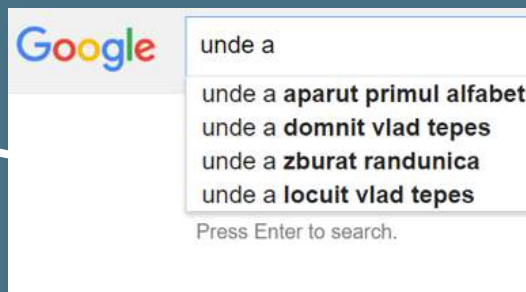 Google
unde a
unde a aparut primul alfabet
unde a domnit vlad tepes
unde a zburat randunica
unde a locuit vlad tepes
Press Enter to search.